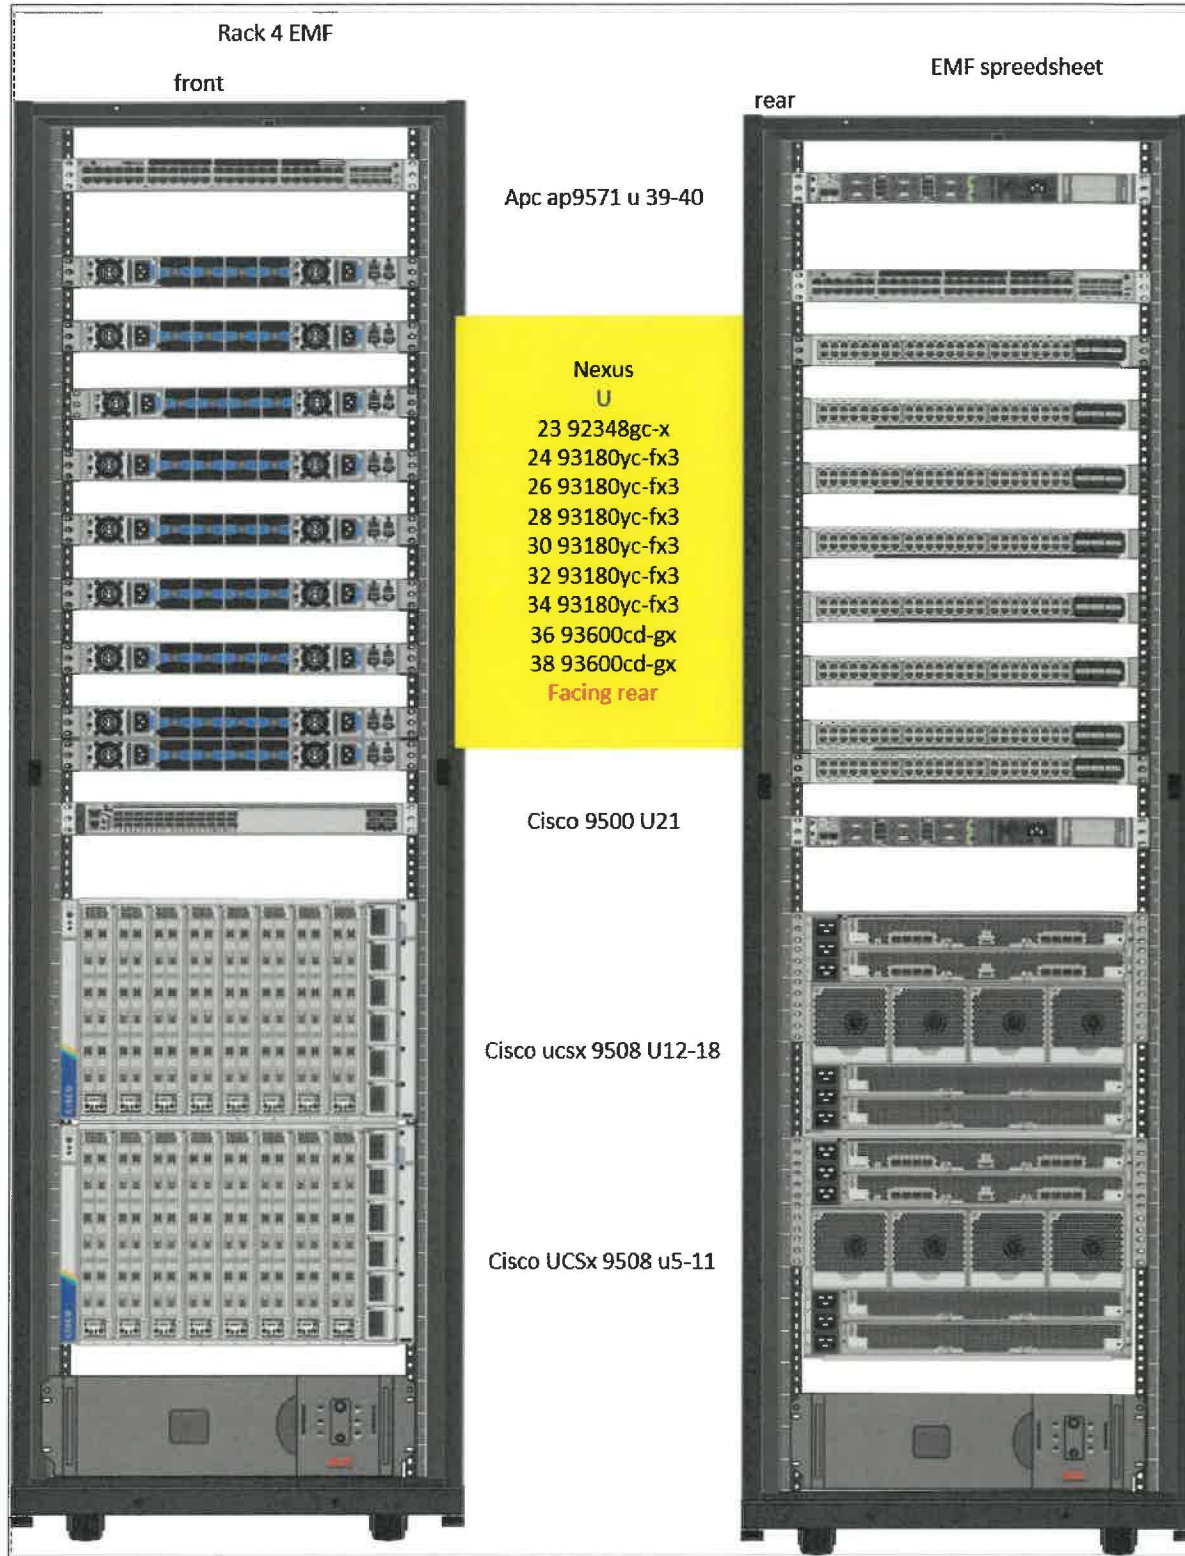 Rack 4 EMF
front
EMF spreedsheet
rear
Apc ap9571 u 39-40
Nexus
U
23 92348gc-x
24 93180yc-fx3
26 93180yc-fx3
28 93180yc-fx3
30 93180yc-fx3
32 93180yc-fx3
34 93180yc-fx3
36 93600cd-gx
38 93600cd-gx
Facing rear
Cisco 9500 U21
Cisco ucsx 9508 U12-18
Cisco UCSx 9508 u5-11
CISCO
CISCO